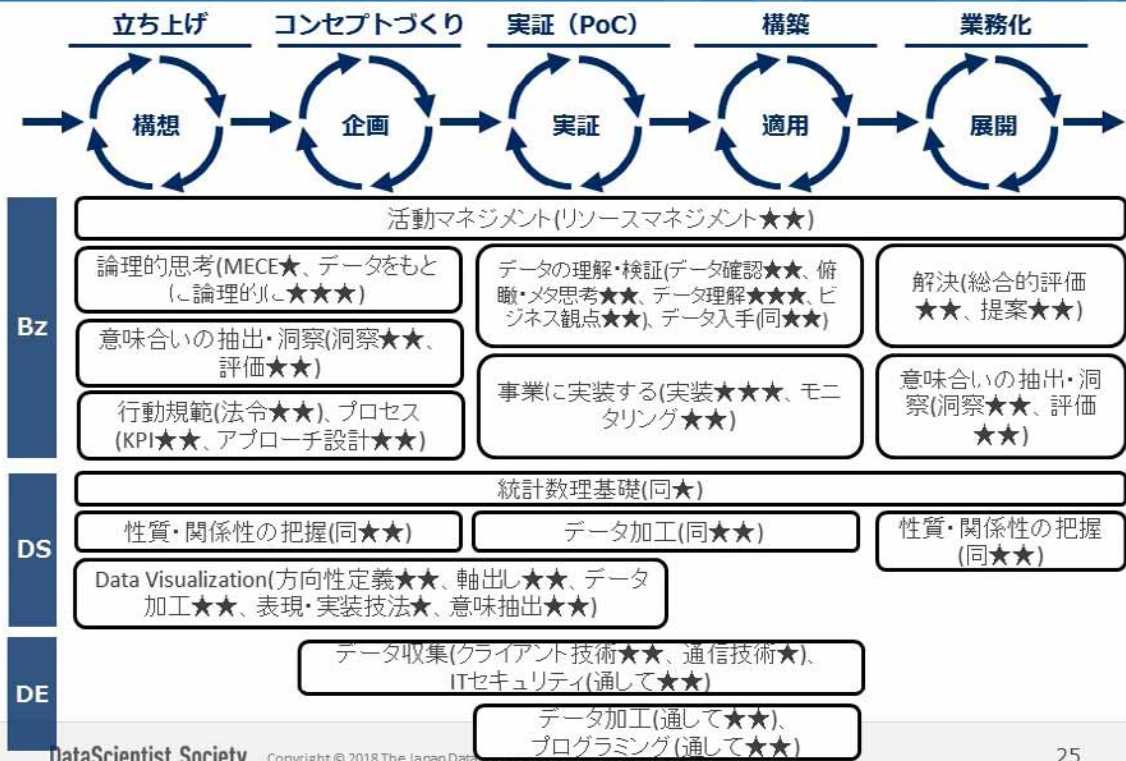 立ち上げ
コンセプトづくり
実証（PoC）
構築
業務化
構想
企画
実証
適用
展開
Bz
活動マネジメント(リソースマネジメント★★)
論理的思考(MECE★、データをもと
に論理的に★★★)
意味合いの抽出・洞察(洞察★★、
評価★★)
行動規範(法令★★)、プロセス
(KPI★★、アプローチ設計★★)
データの理解・検証(データ確認★★、俯
瞰・メタ思考★★、データ理解★★★、ビ
ジネス観点★★)、データ入手(同★★)
事業に実装する(実装★★★、モニ
タリング★★)
解決(総合的評価
★★、提案★★)
意味合いの抽出・洞
察(洞察★★、評価
★★)
DS
統計数理基礎(同★)
性質・関係性の把握(同★★)
データ加工(同★★)
性質・関係性の把握
(同★★)
Data Visualization(方向性定義★★、軸出し★★、データ
加工★★、表現・実装技法★、意味抽出★★)
DE
データ収集(クライアント技術★★、通信技術★)、
ITセキュリティ(通して★★)
データ加工(通して★★)、
プログラミング(通して★★)
DataScientist Society
Copyright © 2018 The Japan Data
25